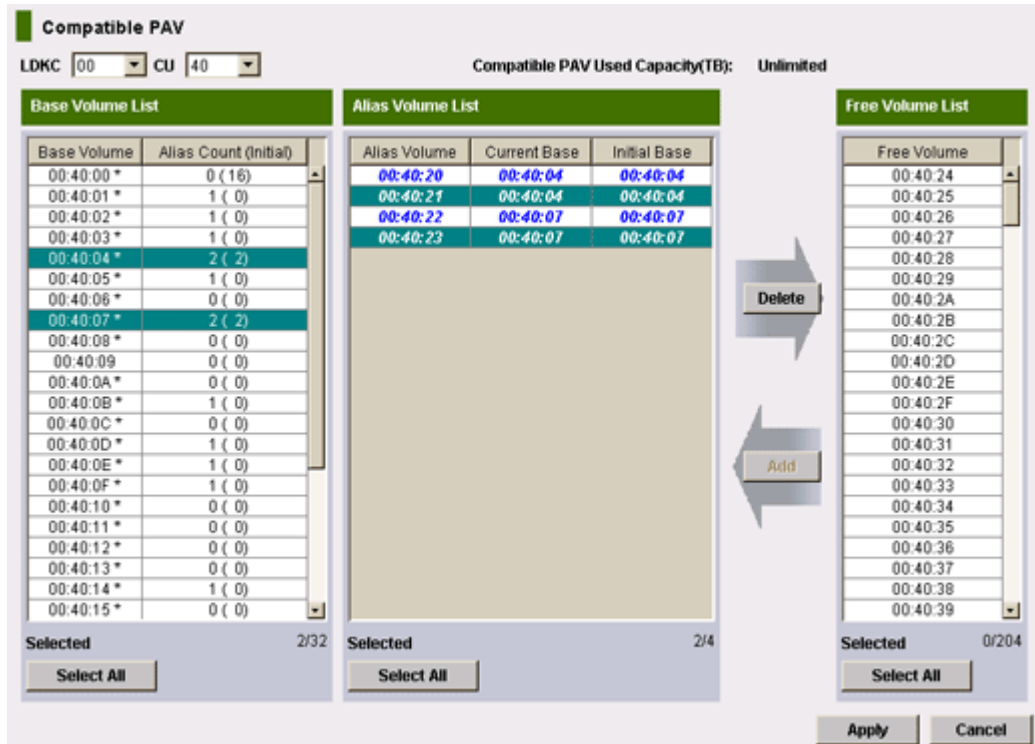 Compatible PAV
LDKC 00 CU 40 Compatible PAV Used Capacity(TB): Unlimited
Base Volume List
Base Volume Alias Count (Initial)
00:40:00 * 0 ( 16)
00:40:01 * 1 ( 0)
00:40:02 * 1 ( 0)
00:40:03 * 1 ( 0)
00:40:04 * 2 ( 2)
00:40:05 * 1 ( 0)
00:40:06 * 0 ( 0)
00:40:07 * 2 ( 2)
00:40:08 * 0 ( 0)
00:40:09 0 ( 0)
00:40:0A * 0 ( 0)
00:40:0B * 1 ( 0)
00:40:0C * 0 ( 0)
00:40:0D * 1 ( 0)
00:40:0E * 1 ( 0)
00:40:0F * 1 ( 0)
00:40:10 * 0 ( 0)
00:40:11 * 0 ( 0)
00:40:12 * 0 ( 0)
00:40:13 * 0 ( 0)
00:40:14 * 1 ( 0)
00:40:15 * 0 ( 0)
Selected 2/32
Select All
Alias Volume List
Alias Volume Current Base Initial Base
00:40:20 00:40:04 00:40:04
00:40:21 00:40:04 00:40:04
00:40:22 00:40:07 00:40:07
00:40:23 00:40:07 00:40:07
Selected 2/4
Select All
Delete
Add
Free Volume List
Free Volume
00:40:24
00:40:25
00:40:26
00:40:27
00:40:28
00:40:29
00:40:2A
00:40:2B
00:40:2C
00:40:2D
00:40:2E
00:40:2F
00:40:30
00:40:31
00:40:32
00:40:33
00:40:34
00:40:35
00:40:36
00:40:37
00:40:38
00:40:39
Selected 0/204
Select All
Apply Cancel